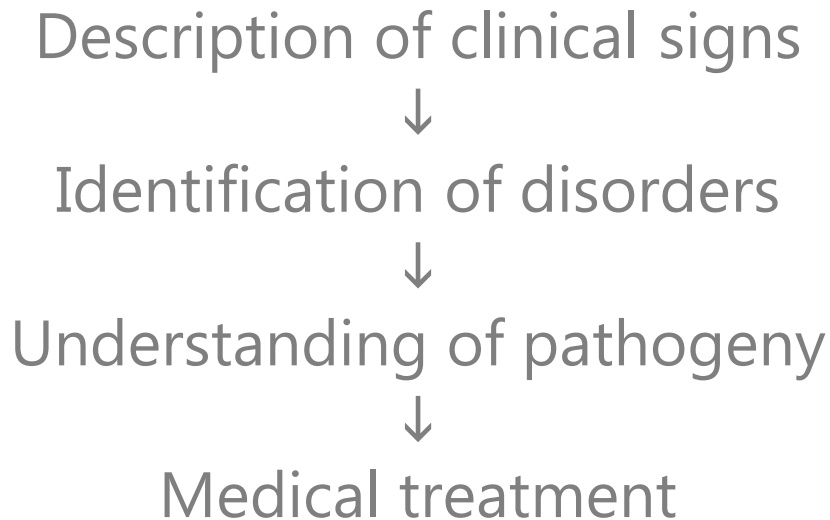 Description of clinical signs
↓
Identification of disorders
↓
Understanding of pathogeny
↓
Medical treatment